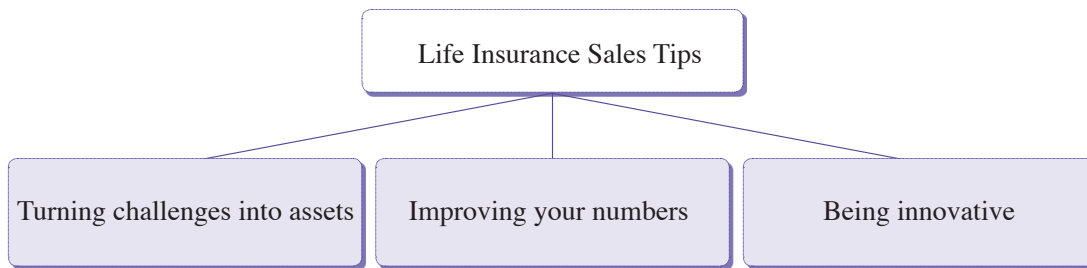 Life Insurance Sales Tips
Turning challenges into assets
Improving your numbers
Being innovative